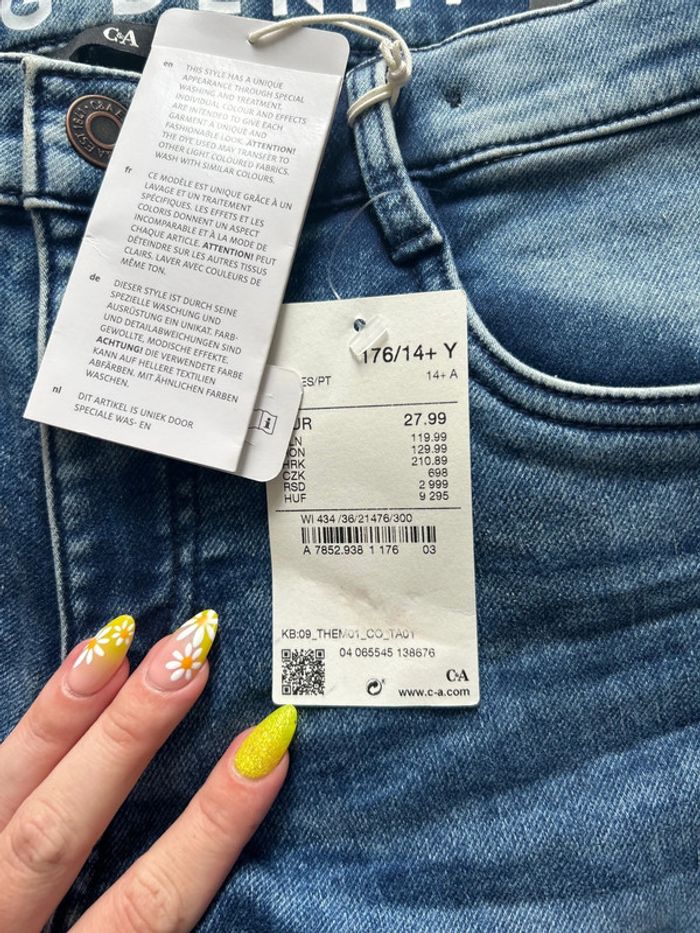 G DENIM
C&A
en THIS STYLE HAS A UNIQUE
APPEARANCE THROUGH SPECIAL
WASHING AND TREATMENT.
INDIVIDUAL COLOUR AND EFFECTS
ARE INTENDED TO GIVE EACH
GARMENT A UNIQUE AND
FASHIONABLE LOOK. ATTENTION!
THE DYE USED MAY TRANSFER TO
OTHER LIGHT COLOURED FABRICS.
WASH WITH SIMILAR COLOURS.
fr CE MODÈLE EST UNIQUE GRÂCE À UN
LAVAGE ET UN TRAITEMENT
SPÉCIFIQUES. LES EFFETS ET LES
COLORIS DONNENT UN ASPECT
INCOMPARABLE ET À LA MODE DE
CHAQUE ARTICLE. ATTENTION! PEUT
DÉTEINDRE SUR LES AUTRES TISSUS
CLAIRS. LAVER AVEC COULEURS DE
MÊME TON.
de DIESER STYLE IST DURCH SEINE
SPEZIELLE WASCHUNG UND
AUSRÜSTUNG EIN UNIKAT. FARB-
UND DETAILABWEICHUNGEN SIND
GEWOLLTE, MODISCHE EFFEKTE.
ACHTUNG! DIE VERWENDETE FARBE
KANN AUF HELLERE TEXTILIEN
ABFÄRBEN. MIT ÄHNLICHEN FARBEN
WASCHEN.
nl DIT ARTIKEL IS UNIEK DOOR
SPECIALE WAS- EN
176/14+ Y
ES/PT 14+ A
UR 27.99
LN 119.99
ON 129.99
HRK 210.89
CZK 698
RSD 2 999
HUF 9 295
WI 434 /36/21476/300
A 7852.938 1 176 03
KB:09_THEM01_CO_TA01
04 065545 138676
C&A
www.c-a.com